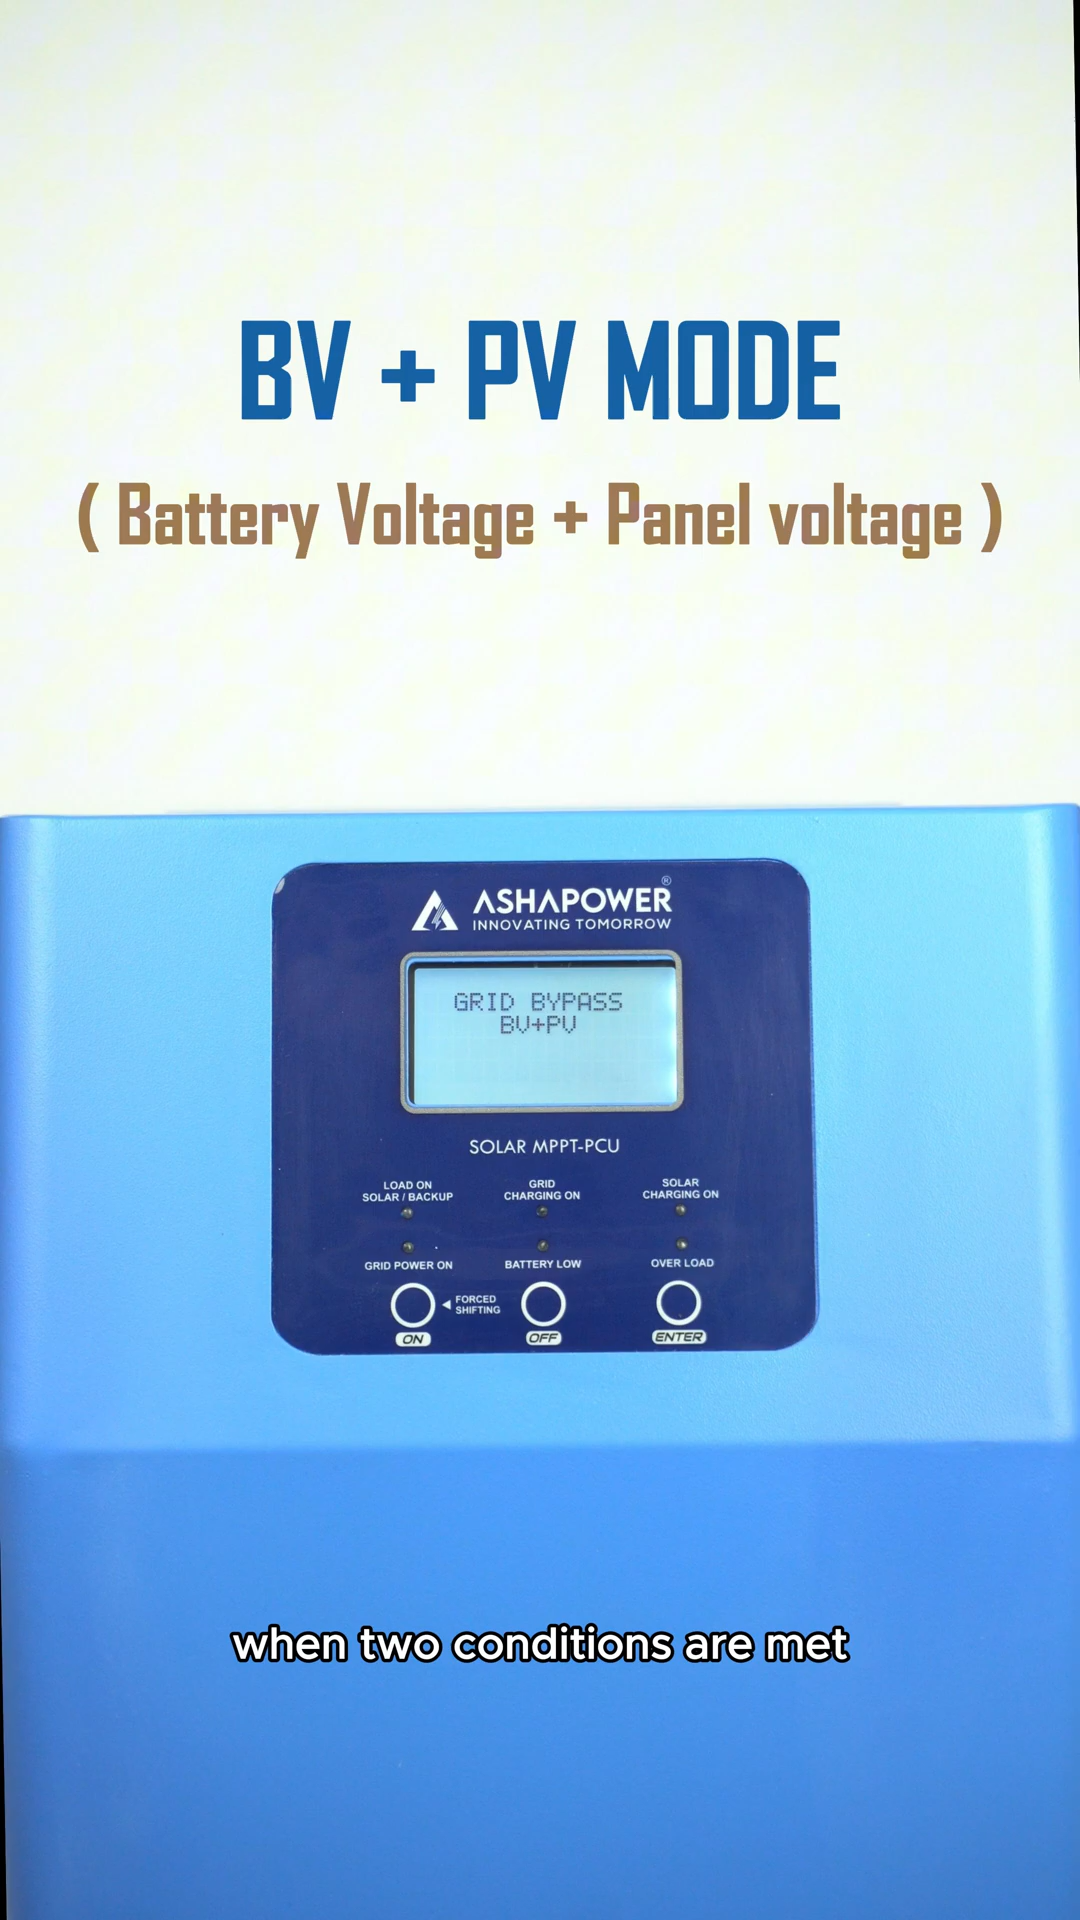 BV + PV MODE
( Battery Voltage + Panel voltage )
ASHAPOWER®
INNOVATING TOMORROW
GRID BYPASS
BV+PV
SOLAR MPPT-PCU
LOAD ON
SOLAR / BACKUP
GRID
CHARGING ON
SOLAR
CHARGING ON
GRID POWER ON
BATTERY LOW
OVER LOAD
◀ FORCED
SHIFTING
ON
OFF
ENTER
when two conditions are met